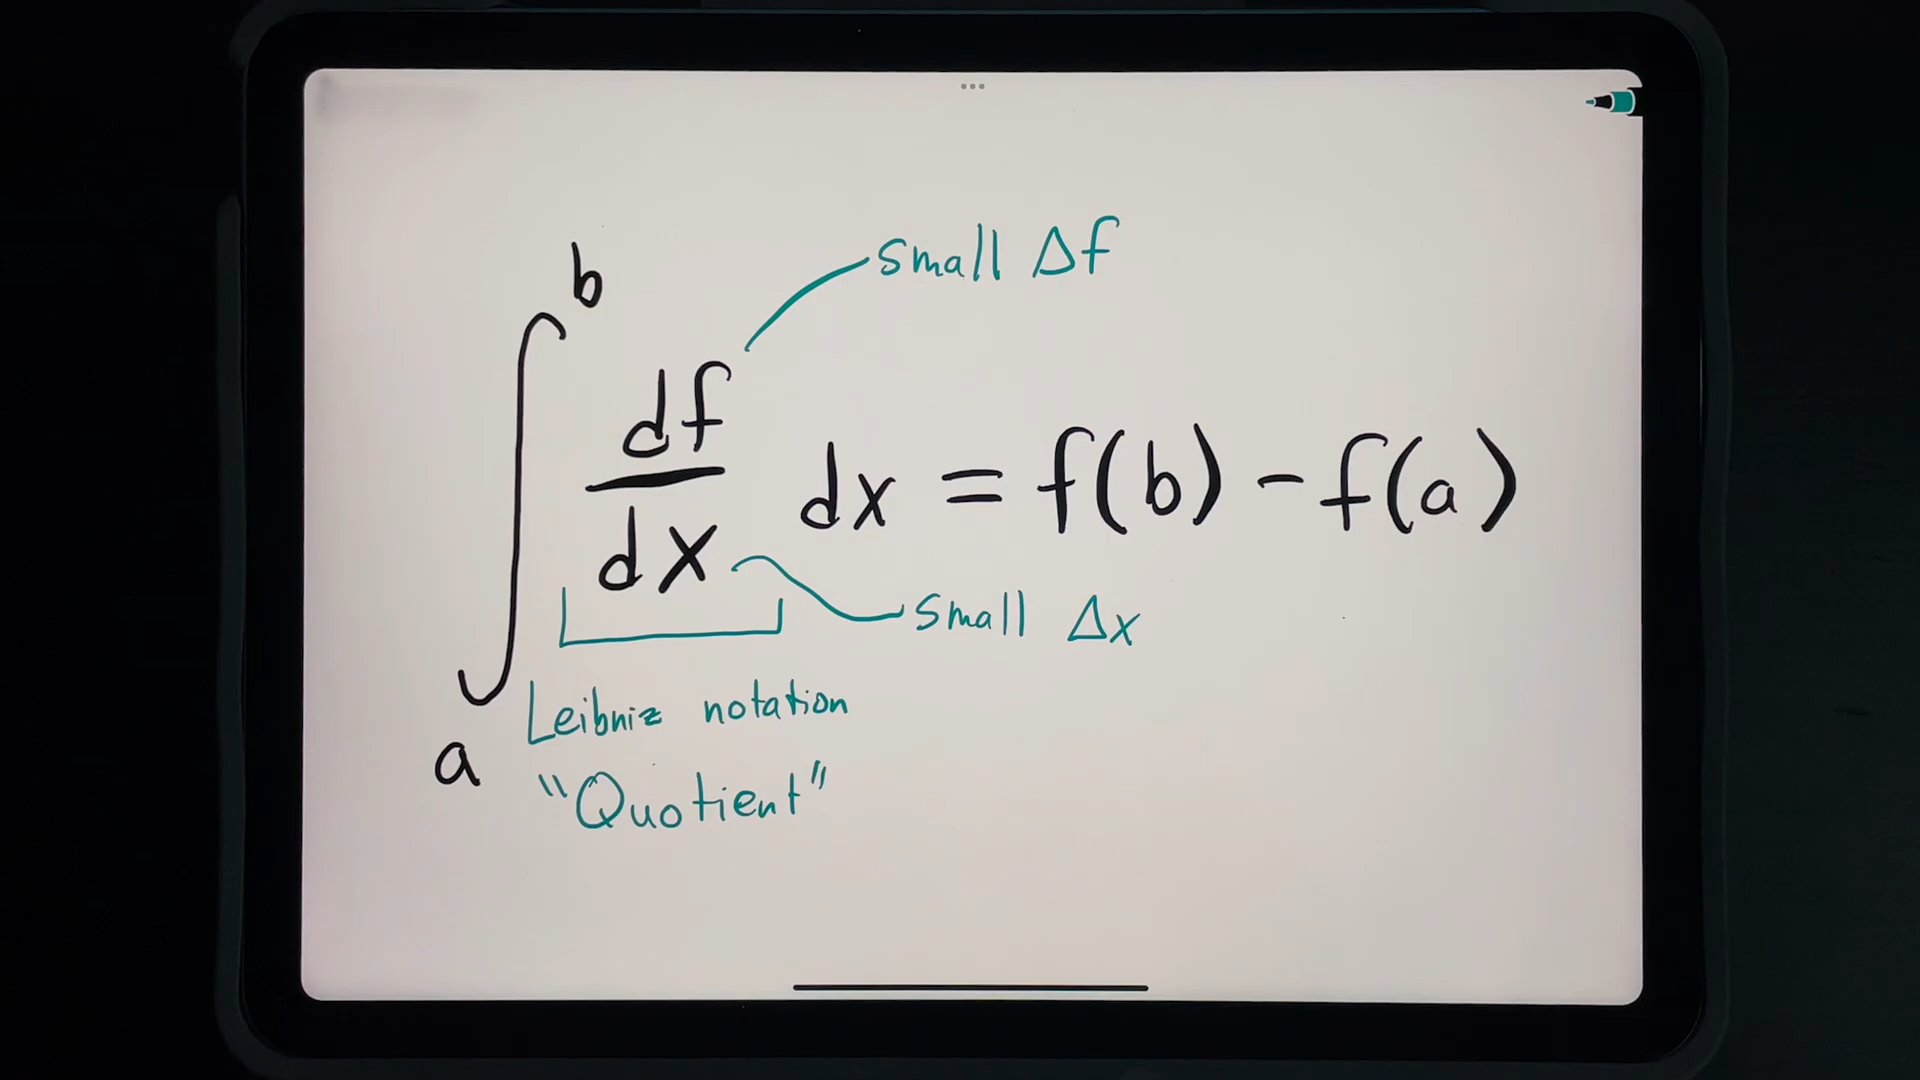 small Δf
b
∫ df/dx dx = f(b) - f(a)
a
small Δx
Leibniz notation
"Quotient"